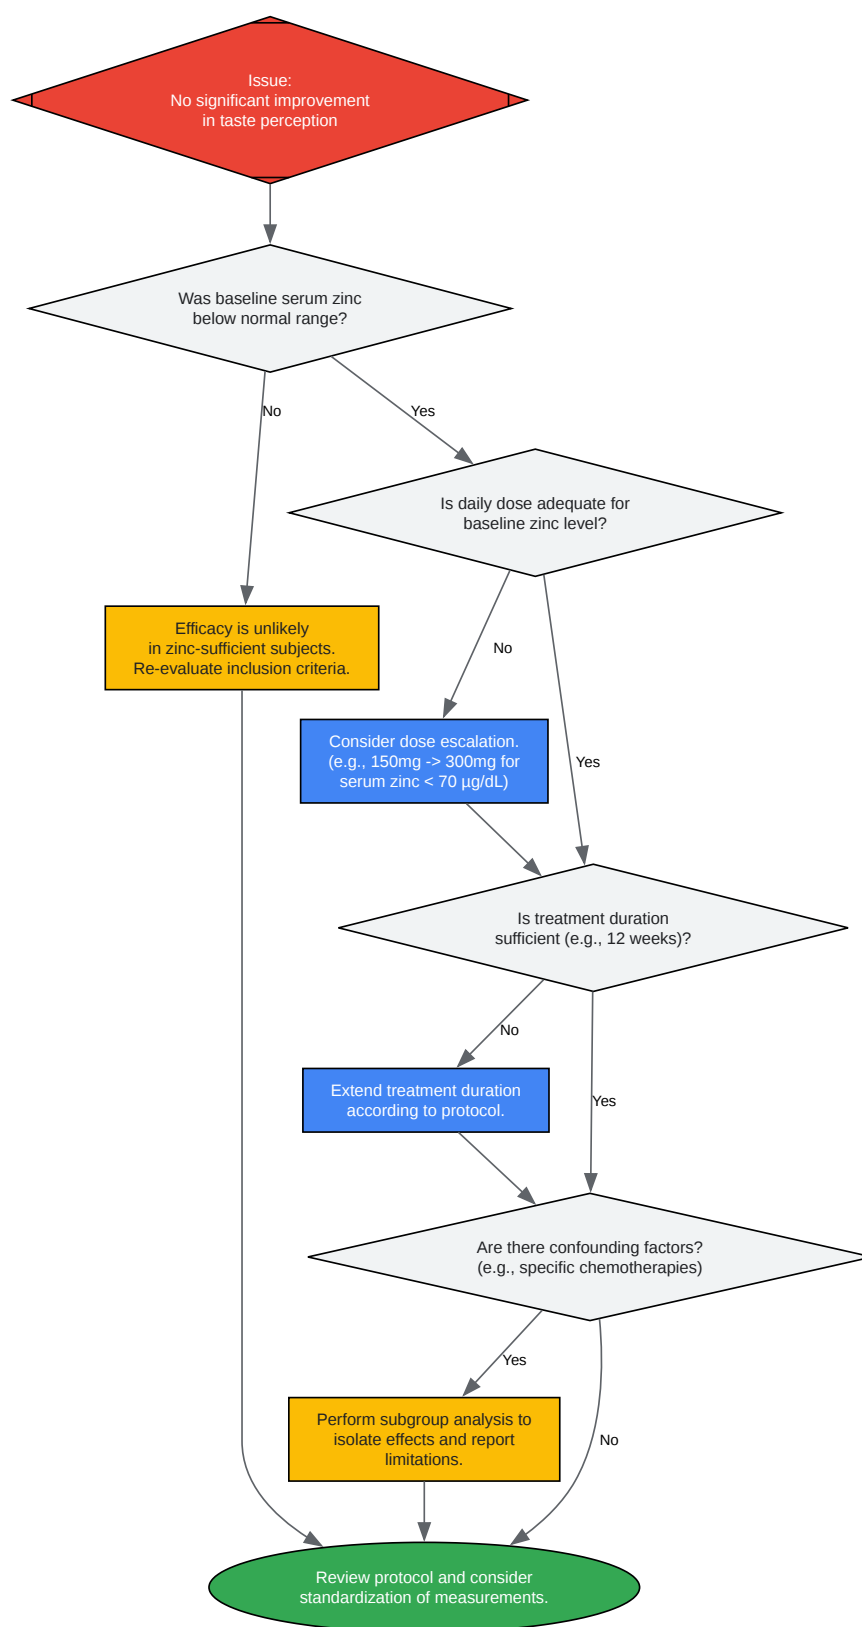 Issue:
No significant improvement
in taste perception
Was baseline serum zinc
below normal range?
No
Yes
Is daily dose adequate for
baseline zinc level?
Efficacy is unlikely
in zinc-sufficient subjects.
Re-evaluate inclusion criteria.
No
Consider dose escalation.
(e.g., 150mg -> 300mg for
serum zinc < 70 µg/dL)
Yes
Is treatment duration
sufficient (e.g., 12 weeks)?
No
Extend treatment duration
according to protocol.
Yes
Are there confounding factors?
(e.g., specific chemotherapies)
Yes
Perform subgroup analysis to
isolate effects and report
limitations.
No
Review protocol and consider
standardization of measurements.